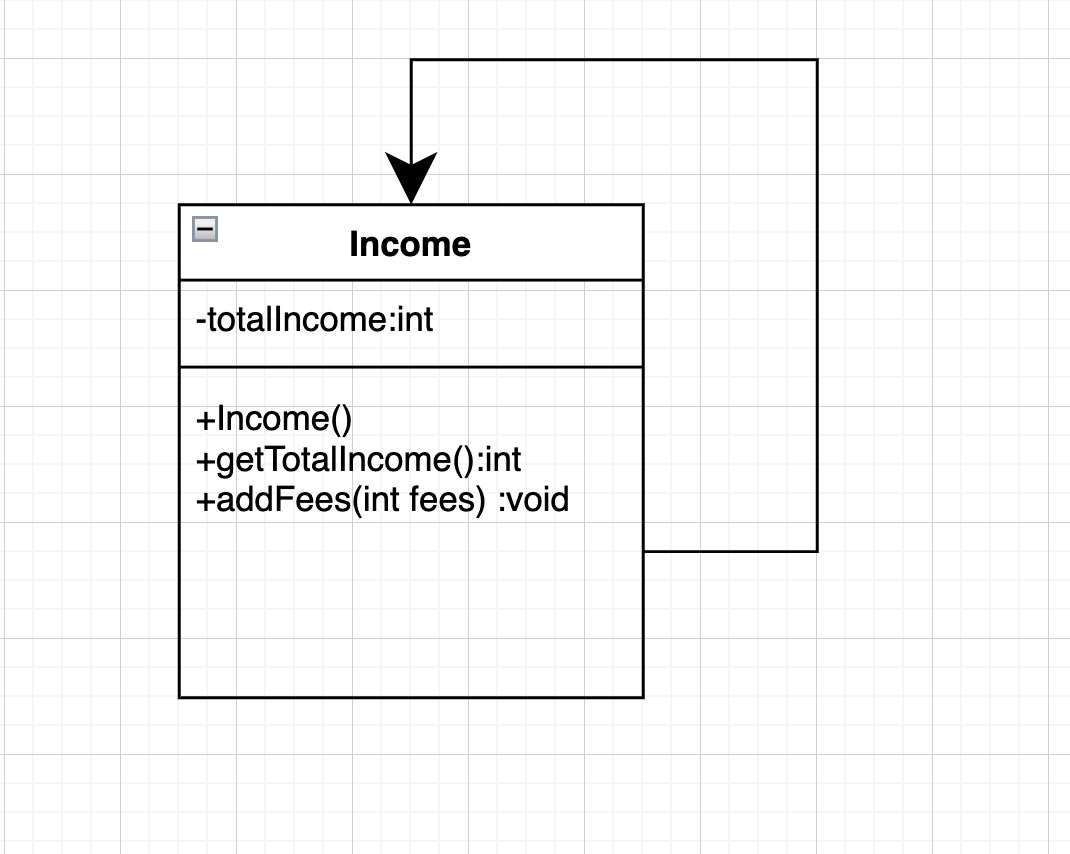 Income
-totalIncome:int
+Income()
+getTotalIncome():int
+addFees(int fees) :void